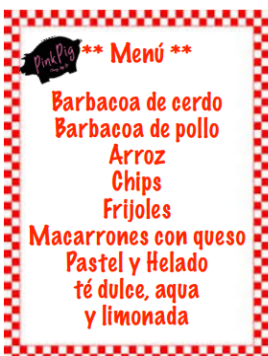 PinkPig
** Menú **
Barbacoa de cerdo
Barbacoa de pollo
Arroz
Chips
Frijoles
Macarrones con queso
Pastel y Helado
té dulce, aqua
y limonada